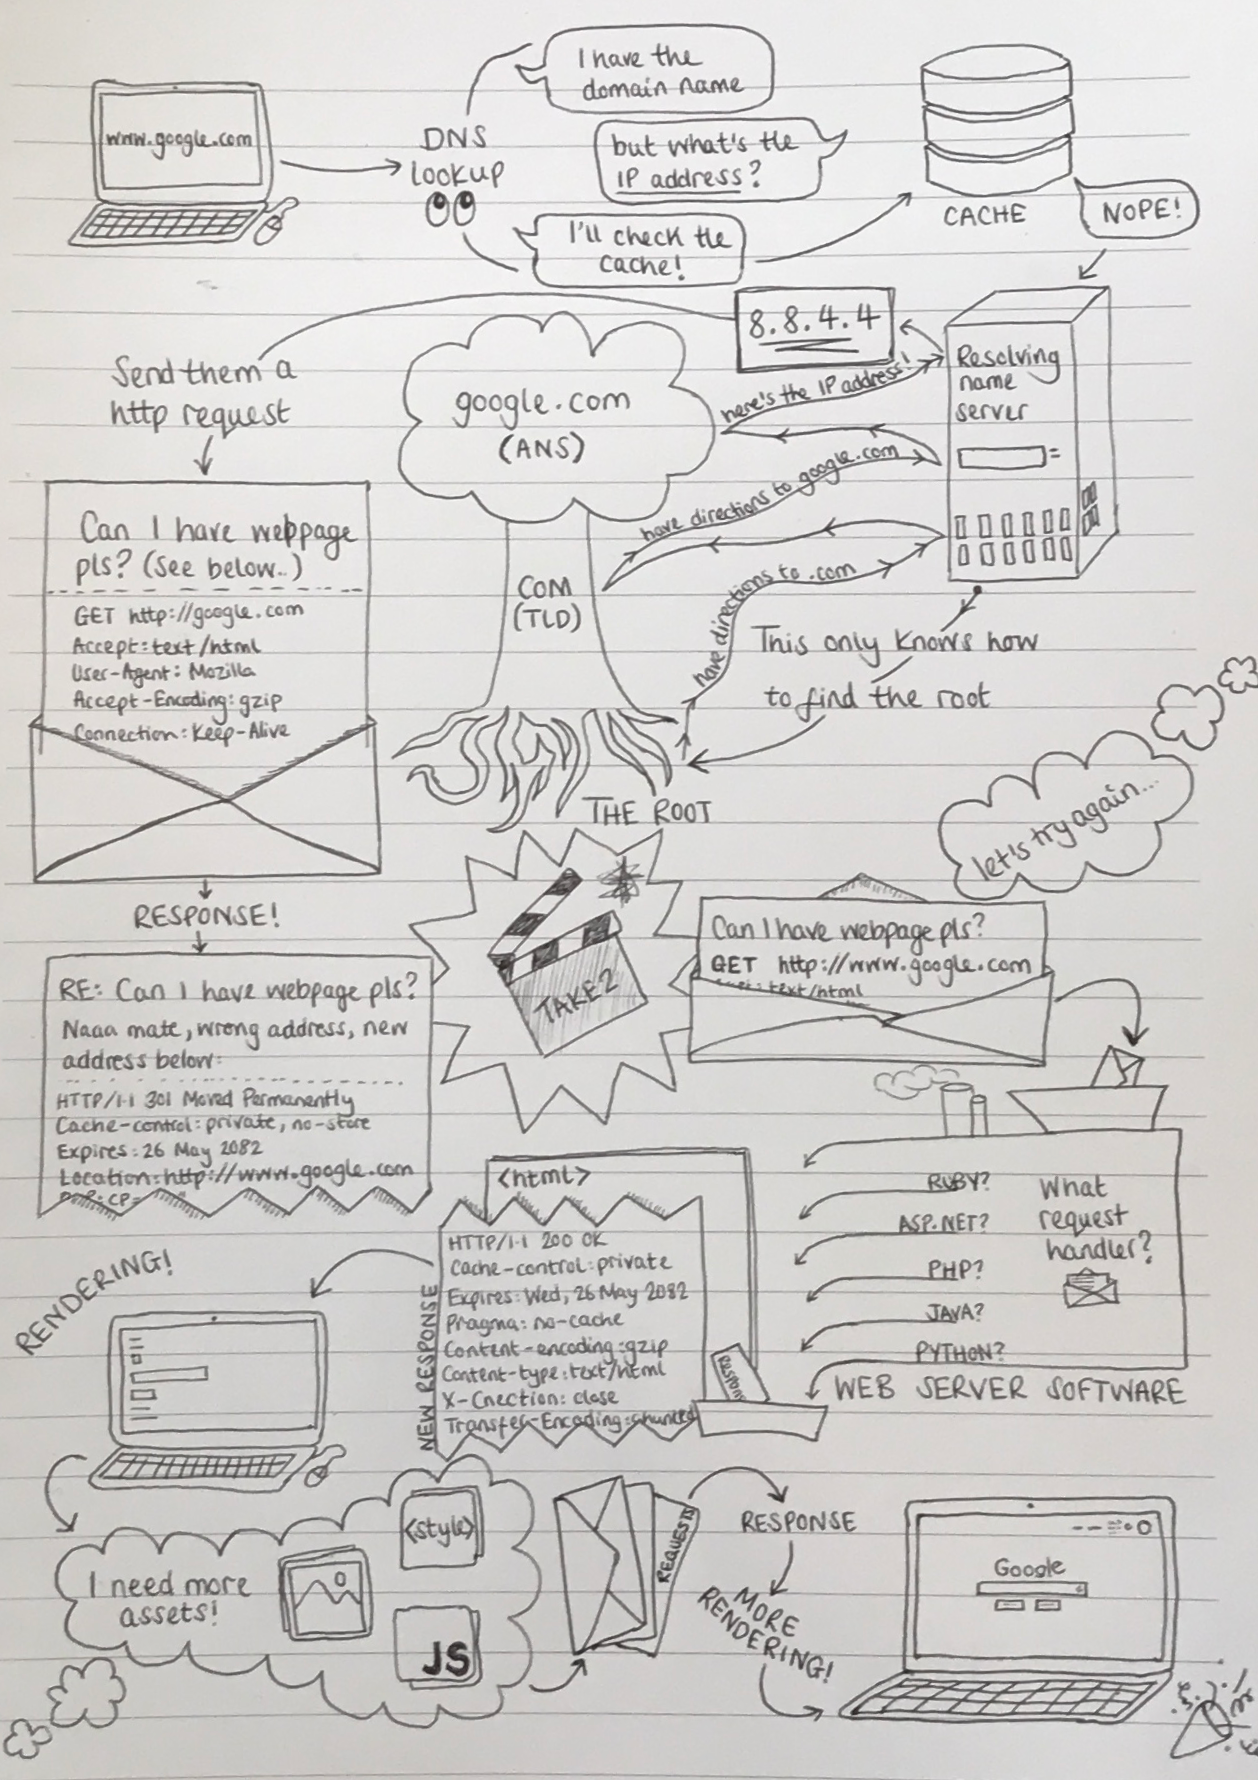 www.google.com
DNS
lookup
I have the
domain name
but what's the
IP address?
I'll check the
cache!
CACHE
NOPE!
Resolving
name
server
This only knows how
to find the root
THE ROOT
have directions to .com
COM
(TLD)
have directions to google.com
google.com
(ANS)
here's the IP address!
8.8.4.4
Send them a
http request
Can I have webpage
pls? (See below..)
GET http://google.com
Accept:text/html
User-Agent: Mozilla
Accept-Encoding: gzip
Connection: Keep-Alive
RESPONSE!
RE: Can I have webpage pls?
Naaa mate, wrong address, new
address below:
HTTP/1.1 301 Moved Permanently
Cache-control: private, no-store
Expires: 26 May 2082
Location: http://www.google.com
TAKE 2
let's try again...
Can I have webpage pls?
GET http://www.google.com
text/html
What
request
handler?
RUBY?
ASP.NET?
PHP?
JAVA?
PYTHON?
WEB SERVER SOFTWARE
<html>
NEW RESPONSE
HTTP/1.1 200 OK
Cache-control: private
Expires: Wed, 26 May 2082
Pragma: no-cache
Content-encoding: gzip
Content-type: text/html
X-Cnection: close
Transfer-Encoding: chunked
RENDERING!
I need more
assets!
<style>
JS
REQUESTS
RESPONSE
MORE
RENDERING!
Google